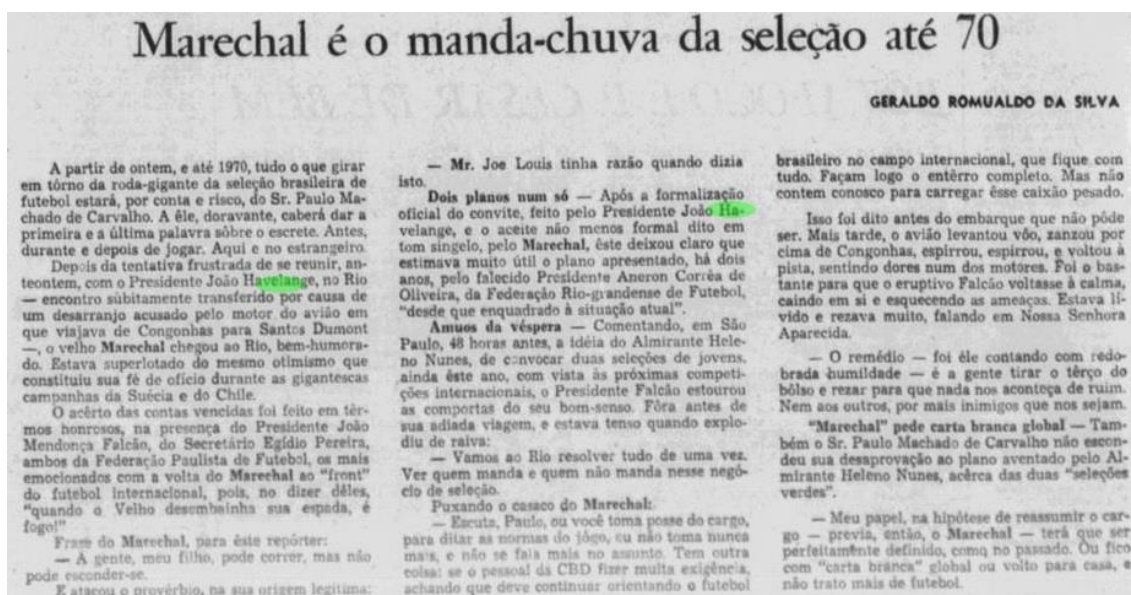 Marechal é o manda-chuva da seleção até 70
GERALDO ROMUALDO DA SILVA
A partir de ontem, e até 1970, tudo o que girar
em tôrno da roda-gigante da seleção brasileira de
futebol estará, por conta e risco, do Sr. Paulo Ma-
chado de Carvalho. A êle, doravante, caberá dar a
primeira e a última palavra sôbre o escrete. Antes,
durante e depois de jogar. Aqui e no estrangeiro.
Depois da tentativa frustrada de se reunir, an-
teontem, com o Presidente João Havelange, no Rio
— encontro sùbitamente transferido por causa de
um desarranjo acusado pelo motor do avião em
que viajava de Congonhas para Santos Dumont
—, o velho Marechal chegou ao Rio, bem-humora-
do. Estava superlotado do mesmo otimismo que
constituiu sua fé de ofício durante as gigantescas
campanhas da Suécia e do Chile.
O acêrto das contas vencidas foi feito em têr-
mos honrosos, na presença do Presidente João
Mendonça Falcão, do Secretário Egídio Pereira,
ambos da Federação Paulista de Futebol, os mais
emocionados com a volta do Marechal ao "front"
do futebol internacional, pois, no dizer dêles,
"quando o Velho desembainha sua espada, é
fogo!"
Frase do Marechal, para êste repórter:
— A gente, meu filho, pode correr, mas não
pode esconder-se.
E atacou o provérbio, na sua origem legítima:
— Mr. Joe Louis tinha razão quando dizia
isto.
Dois planos num só — Após a formalização
oficial do convite, feito pelo Presidente João Ha-
velange, e o aceite não menos formal dito em
tom singelo, pelo Marechal, êste deixou claro que
estimava muito útil o plano apresentado, há dois
anos, pelo falecido Presidente Aneron Corrêa de
Oliveira, da Federação Rio-grandense de Futebol,
"desde que enquadrado à situação atual".
Amuos da véspera — Comentando, em São
Paulo, 48 horas antes, a idéia do Almirante Hele-
no Nunes, de convocar duas seleções de jovens,
ainda êste ano, com vista às próximas competi-
ções internacionais, o Presidente Falcão estourou
as comportas do seu bom-senso. Fôra antes de
sua adiada viagem, e estava tenso quando explo-
diu de raiva:
— Vamos ao Rio resolver tudo de uma vez.
Ver quem manda e quem não manda nesse negó-
cio de seleção.
Puxando o casaco do Marechal:
— Escuta, Paulo, ou você toma posse do cargo,
para ditar as normas do jôgo, ou não toma nunca
mais, e não se fala mais no assunto. Tem outra
coisa: se o pessoal da CBD fizer muita exigência,
achando que deve continuar orientando o futebol
brasileiro no campo internacional, que fique com
tudo. Façam logo o entêrro completo. Mas não
contem conosco para carregar êsse caixão pesado.
Isso foi dito antes do embarque que não pôde
ser. Mais tarde, o avião levantou vôo, zanzou por
cima de Congonhas, espirrou, espirrou, e voltou à
pista, sentindo dores num dos motores. Foi o bas-
tante para que o eruptivo Falcão voltasse à calma,
caindo em si e esquecendo as ameaças. Estava lí-
vido e rezava muito, falando em Nossa Senhora
Aparecida.
— O remédio — foi êle contando com redo-
brada humildade — é a gente tirar o têrço do
bôlso e rezar para que nada nos aconteça de ruim.
Nem aos outros, por mais inimigos que nos sejam.
"Marechal" pede carta branca global — Tam-
bém o Sr. Paulo Machado de Carvalho não escon-
deu sua desaprovação ao plano aventado pelo Al-
mirante Heleno Nunes, acêrca das duas "seleções
verdes".
— Meu papel, na hipótese de reassumir o car-
go — previa, então, o Marechal — terá que ser
perfeitamente definido, como no passado. Ou fico
com "carta branca" global ou volto para casa, e
não trato mais de futebol.